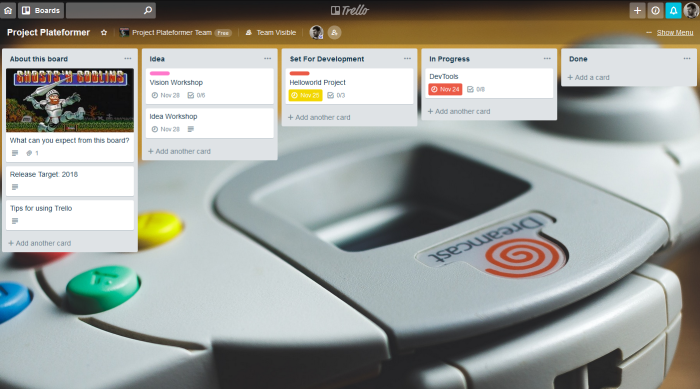 Boards
Trello
Project Plateformer
Project Plateformer Team Free
Team Visible
Show Menu
About this board
GHOSTS'N GOBLINS
What can you expect from this board?
1
Release Target 2018
Tips for using Trello
+ Add another card
Idea
Vision Workshop
Nov 28 0/6
Idea Workshop
Nov 28
+ Add another card
Set For Development
Helloworld Project
Nov 25 0/3
+ Add another card
In Progress
DevTools
Nov 24 0/8
+ Add another card
Done
+ Add a card
Dreamcast